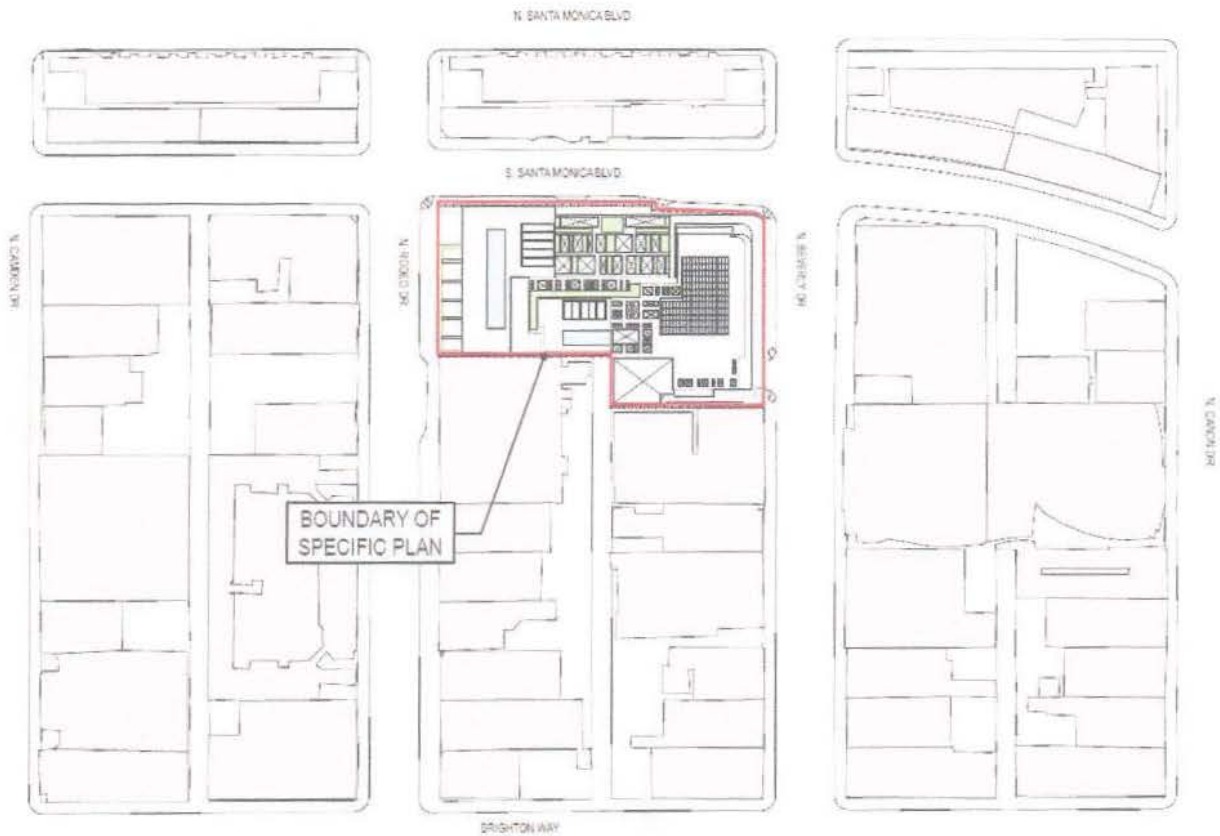 N. SANTA MONICA BLVD
S. SANTA MONICA BLVD.
N. CAMDEN DR.
N. RODEO DR.
N. BEVERLY DR.
N. CANON DR.
BOUNDARY OF
SPECIFIC PLAN
BRIGHTON WAY